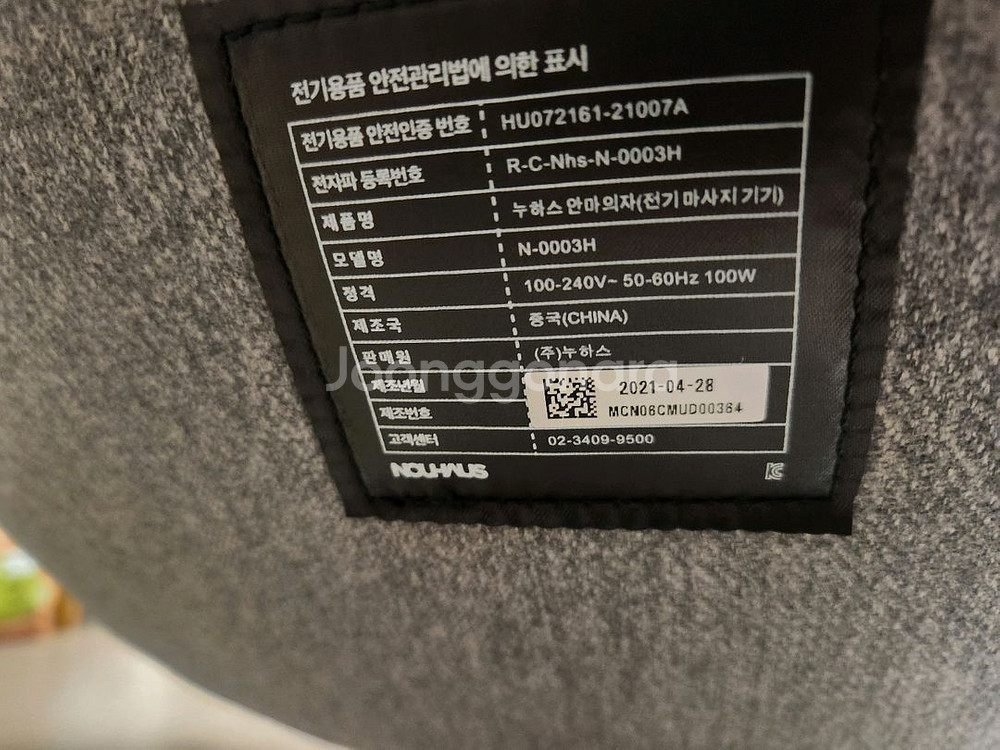 전기용품 안전관리법에 의한 표시
전기용품 안전인증 번호 HU072161-21007A
전자파 등록번호 R-C-Nhs-N-0003H
제품명 누하스 안마의자(전기 마사지 기기)
모델명 N-0003H
정격 100-240V~ 50-60Hz 100W
제조국 중국(CHINA)
판매원 (주)누하스
Joonggonara
제조년월 2021-04-28
제조번호 MCN06CMUD00364
고객센터 02-3409-9500
NOUHAUS